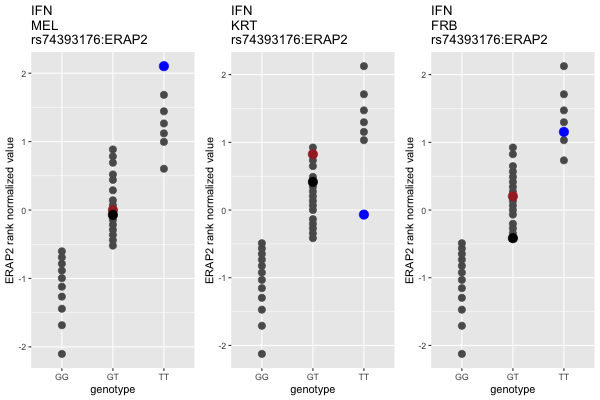 IFN
MEL
rs74393176:ERAP2
ERAP2 rank normalized value
2
1
0
-1
-2
GG GT TT
genotype
IFN
KRT
rs74393176:ERAP2
ERAP2 rank normalized value
2
1
0
-1
-2
GG GT TT
genotype
IFN
FRB
rs74393176:ERAP2
ERAP2 rank normalized value
2
1
0
-1
-2
GG GT TT
genotype